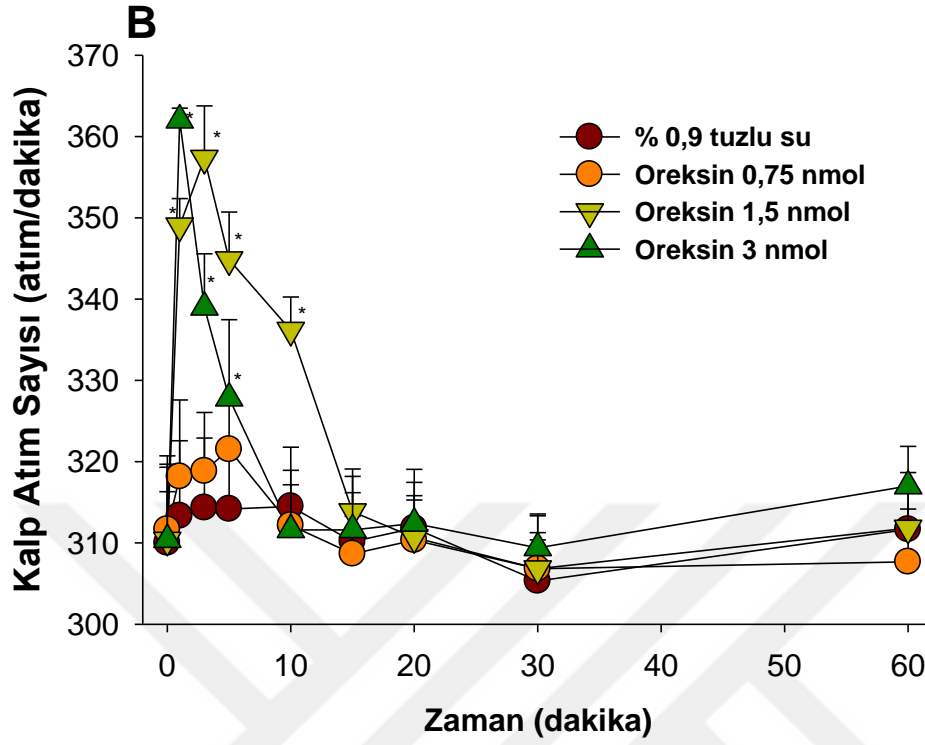 B
Kalp Atım Sayısı (atım/dakika)
370
360
350
340
330
320
310
300
% 0,9 tuzlu su
Oreksin 0,75 nmol
Oreksin 1,5 nmol
Oreksin 3 nmol
*
*
*
*
*
*
*
0 10 20 30 40 50 60
Zaman (dakika)